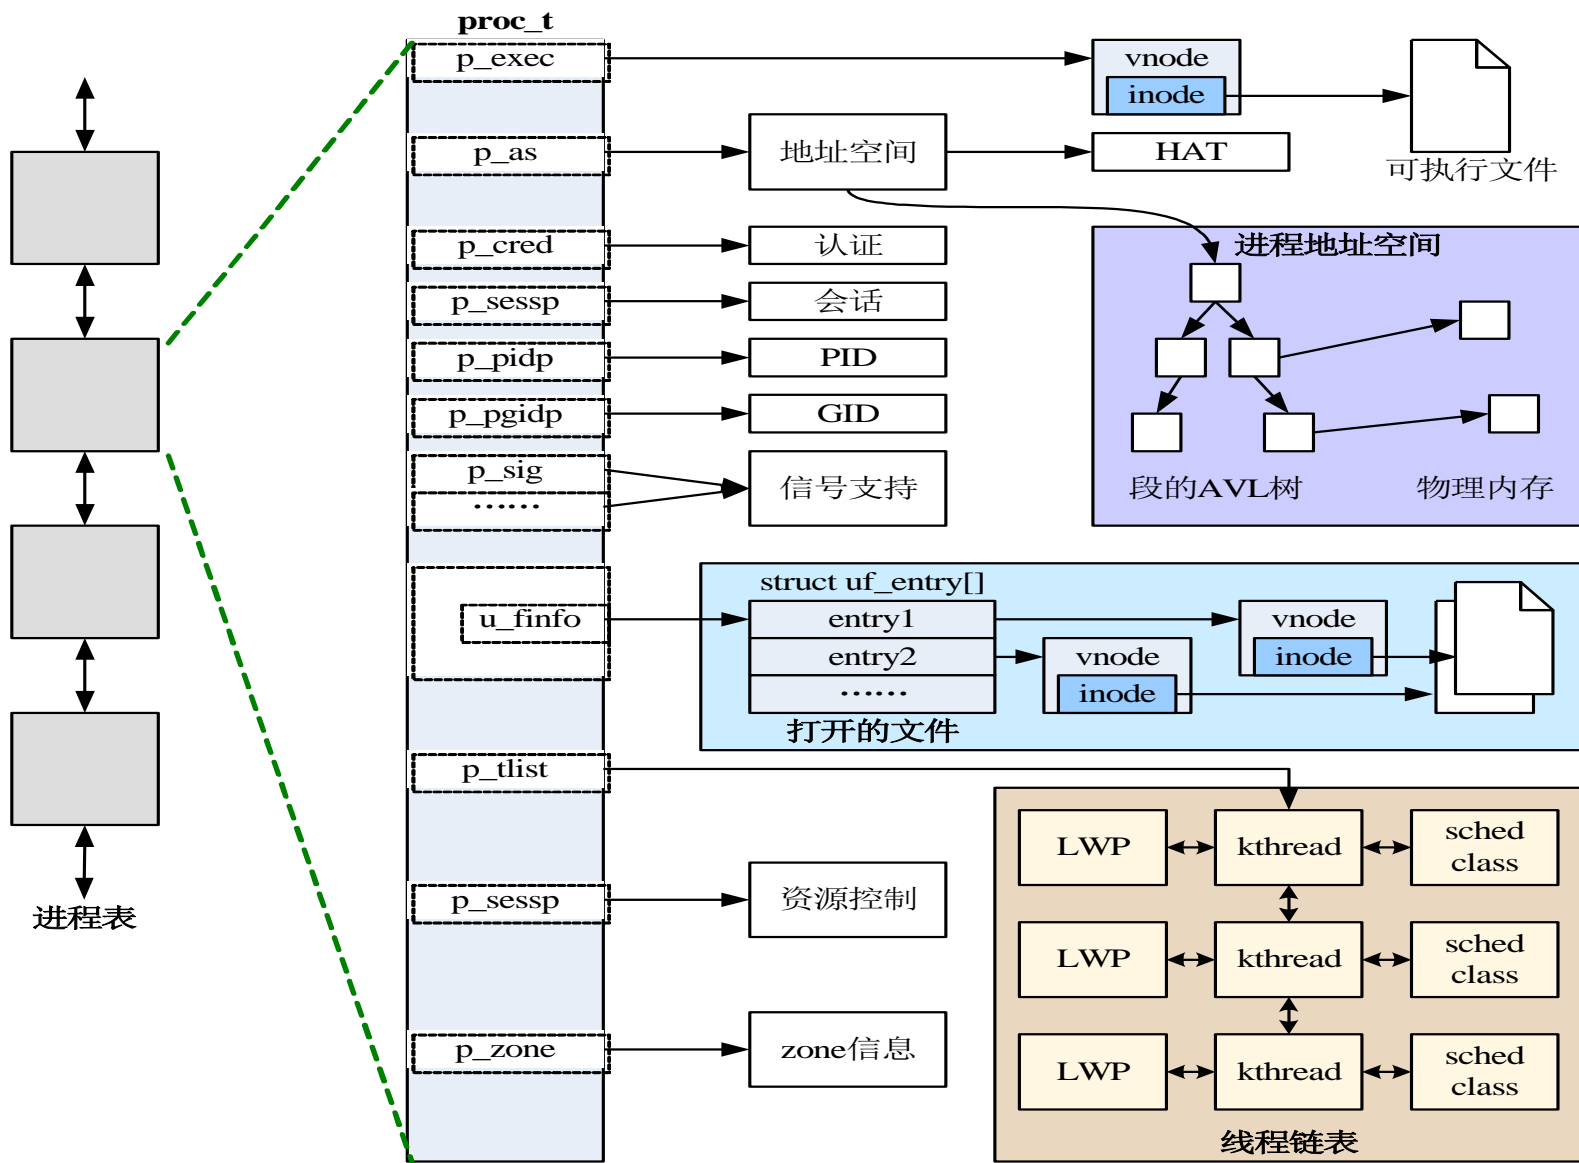 proc_t
p_exec
vnode
inode
可执行文件
p_as
地址空间
HAT
p_cred
认证
进程地址空间
p_sessp
会话
p_pidp
PID
p_pgidp
GID
p_sig
……
信号支持
段的AVL树
物理内存
u_finfo
struct uf_entry[]
entry1
entry2
……
vnode
inode
vnode
inode
打开的文件
p_tlist
LWP
kthread
sched
class
p_sessp
资源控制
进程表
LWP
kthread
sched
class
p_zone
zone信息
LWP
kthread
sched
class
线程链表